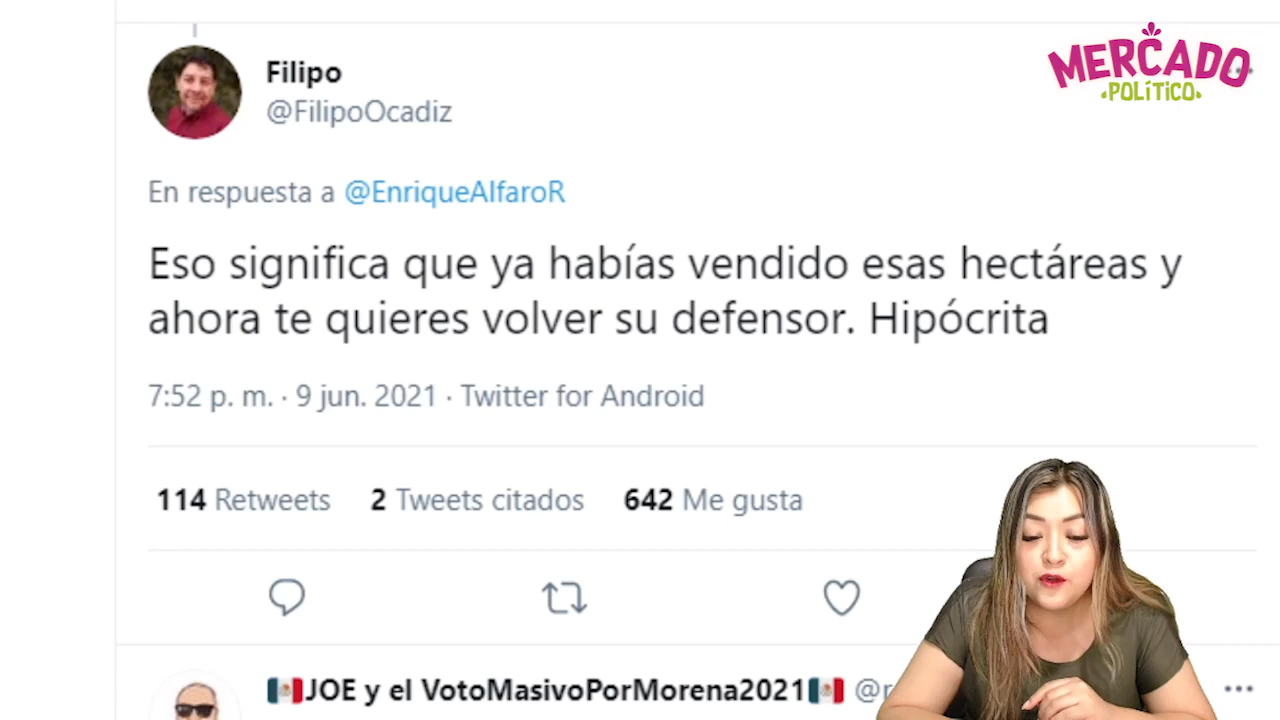 MERCADO
POLÍTICO
Filipo
@FilipoOcadiz
En respuesta a @EnriqueAlfaroR
Eso significa que ya habías vendido esas hectáreas y
ahora te quieres volver su defensor. Hipócrita
7:52 p. m. · 9 jun. 2021 · Twitter for Android
114 Retweets 2 Tweets citados 642 Me gusta
🇲🇽JOE y el VotoMasivoPorMorena2021🇲🇽